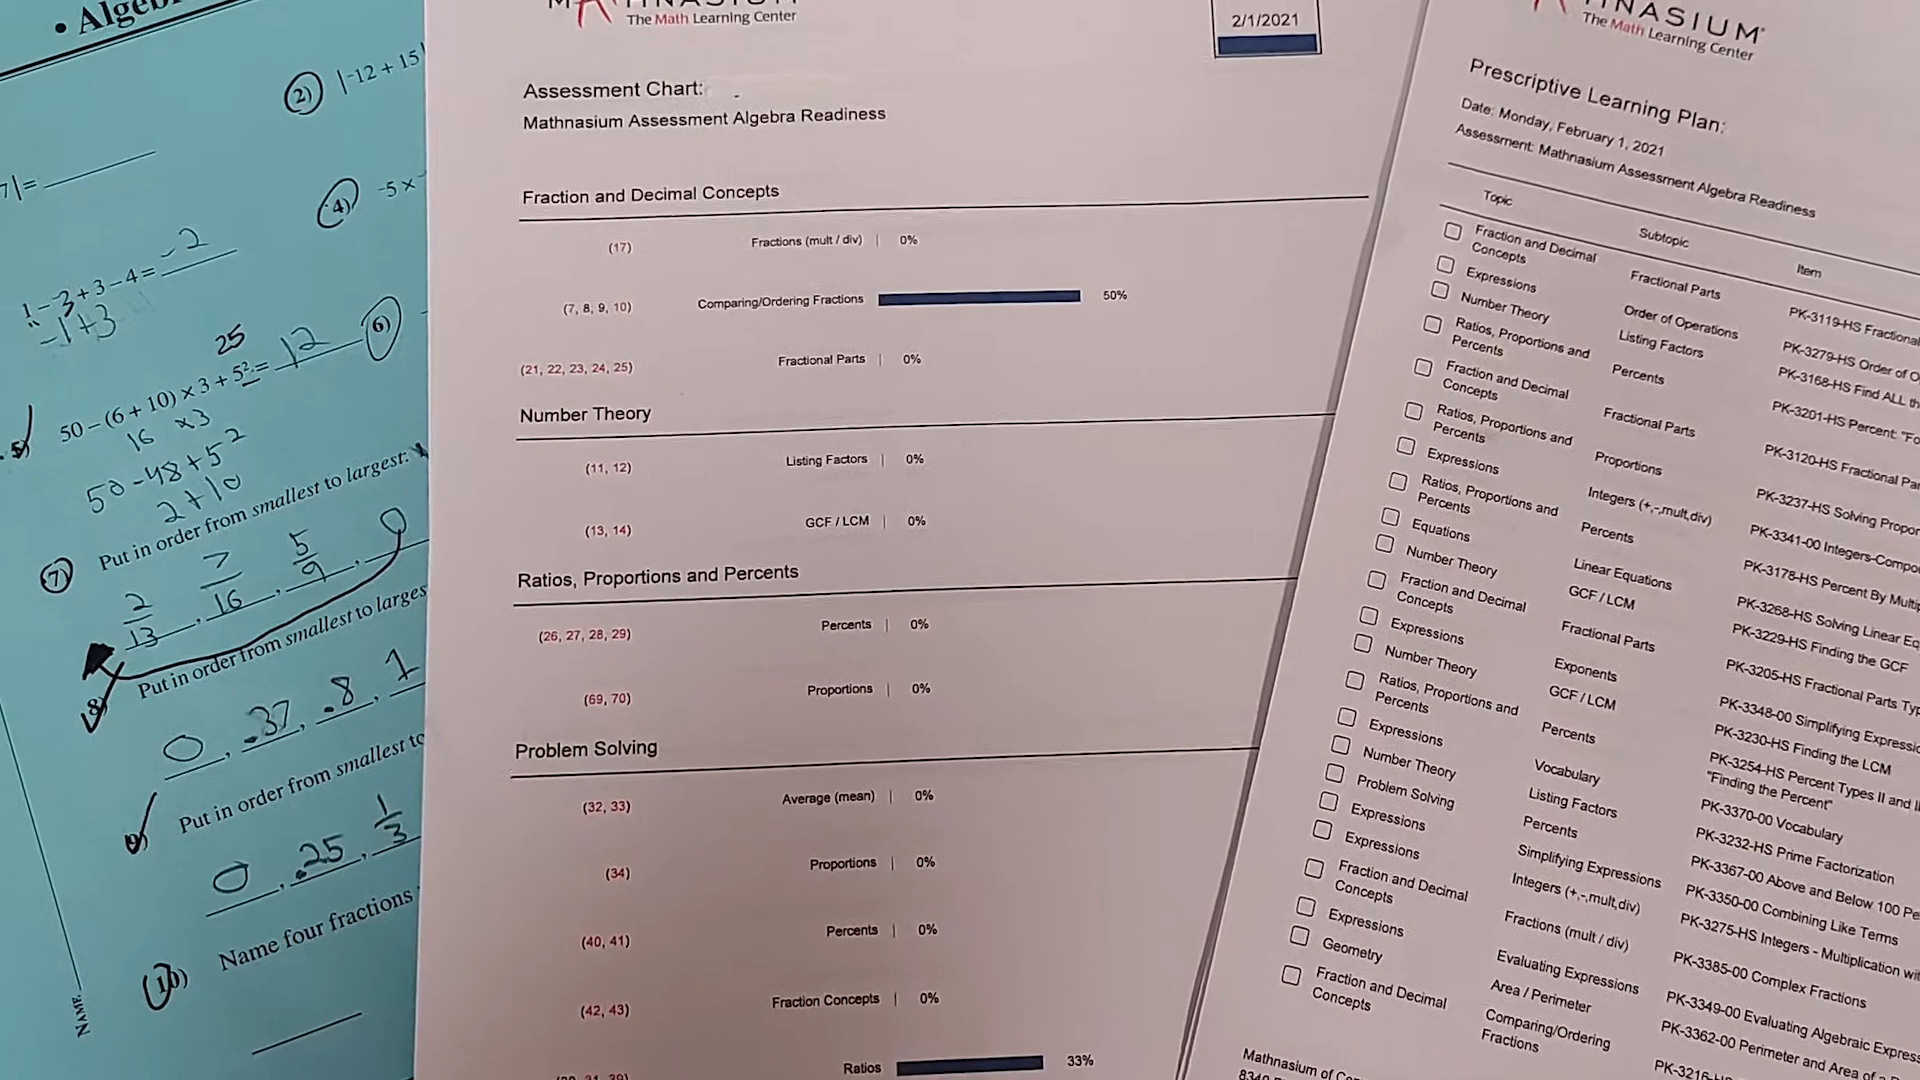 • Algeb
2) |-12 + 15|
7|= ____
4) -5 ×
1 - 3 + 3 - 4 = -2
-1+3
25
5) 50 – (6 + 10) × 3 + 5² = 12
6)
16 ×3
50-48+5²
2+10
7) Put in order from smallest to largest:
2/13, 7/16, 5/9, 0
8) Put in order from smallest to larges
0, .37, .8, 1
9) Put in order from smallest to
0, .25, 1/3
10) Name four fractions
NAME
MATHNASIUM
The Math Learning Center
2/1/2021
Assessment Chart:
Mathnasium Assessment Algebra Readiness
Fraction and Decimal Concepts
(17) Fractions (mult / div) | 0%
(7, 8, 9, 10) Comparing/Ordering Fractions 50%
(21, 22, 23, 24, 25) Fractional Parts | 0%
Number Theory
(11, 12) Listing Factors | 0%
(13, 14) GCF / LCM | 0%
Ratios, Proportions and Percents
(26, 27, 28, 29) Percents | 0%
(69, 70) Proportions | 0%
Problem Solving
(32, 33) Average (mean) | 0%
(34) Proportions | 0%
(40, 41) Percents | 0%
(42, 43) Fraction Concepts | 0%
Ratios 33%
THNASIUM
The Math Learning Center
Prescriptive Learning Plan:
Date: Monday, February 1, 2021
Assessment: Mathnasium Assessment Algebra Readiness
Topic Subtopic Item
Fraction and Decimal Concepts Fractional Parts PK-3119-HS Fractional
Expressions Order of Operations PK-3279-HS Order of O
Number Theory Listing Factors PK-3168-HS Find ALL th
Ratios, Proportions and Percents Percents PK-3201-HS Percent: "Fo
Fraction and Decimal Concepts Fractional Parts PK-3120-HS Fractional Pa
Ratios, Proportions and Percents Proportions PK-3237-HS Solving Propor
Expressions Integers (+,-,mult,div) PK-3341-00 Integers-Compo
Ratios, Proportions and Percents Percents PK-3178-HS Percent By Multip
Equations Linear Equations PK-3268-HS Solving Linear Eq
Number Theory GCF / LCM PK-3229-HS Finding the GCF
Fraction and Decimal Concepts Fractional Parts PK-3205-HS Fractional Parts Typ
Expressions Exponents PK-3348-00 Simplifying Expressio
Number Theory GCF / LCM PK-3230-HS Finding the LCM
Ratios, Proportions and Percents Percents PK-3254-HS Percent Types II and II "Finding the Percent"
Expressions Vocabulary PK-3370-00 Vocabulary
Number Theory Listing Factors PK-3232-HS Prime Factorization
Problem Solving Percents PK-3367-00 Above and Below 100 Pe
Expressions Simplifying Expressions PK-3350-00 Combining Like Terms
Expressions Integers (+,-,mult,div) PK-3275-HS Integers - Multiplication wit
Fraction and Decimal Concepts Fractions (mult / div) PK-3385-00 Complex Fractions
Expressions Evaluating Expressions PK-3349-00 Evaluating Algebraic Express
Geometry Area / Perimeter PK-3362-00 Perimeter and Area of a
Fraction and Decimal Concepts Comparing/Ordering Fractions PK-3216-HS
Mathnasium of Co
8340